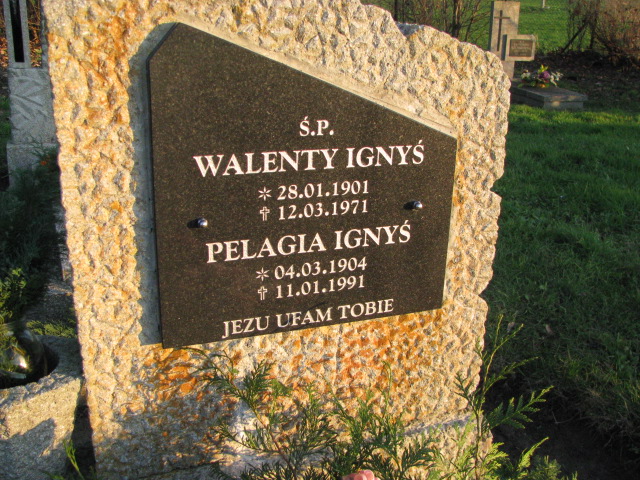 Ś.P.
WALENTY IGNYŚ
* 28.01.1901
✝ 12.03.1971
PELAGIA IGNYŚ
* 04.03.1904
✝ 11.01.1991
JEZU UFAM TOBIE